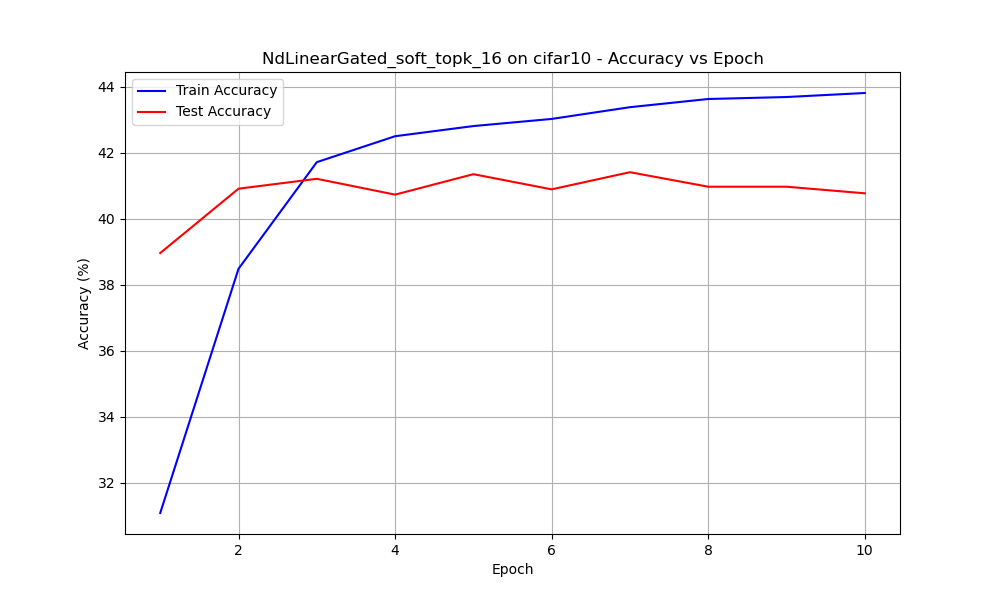 NdLinearGated_soft_topk_16 on cifar10 - Accuracy vs Epoch
Train Accuracy
Test Accuracy
Accuracy (%)
44
42
40
38
36
34
32
2 4 6 8 10
Epoch